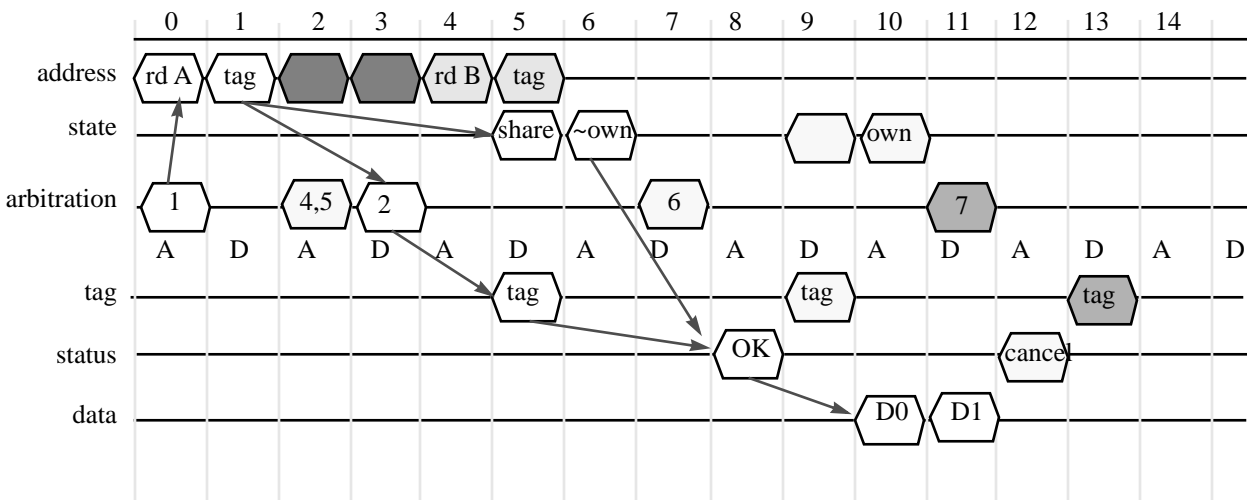 0 1 2 3 4 5 6 7 8 9 10 11 12 13 14
address rd A tag rd B tag
state share ~own own
arbitration 1 4,5 2 6 7
A D A D A D A D A D A D A D A D
tag tag tag tag
status OK cancel
data D0 D1